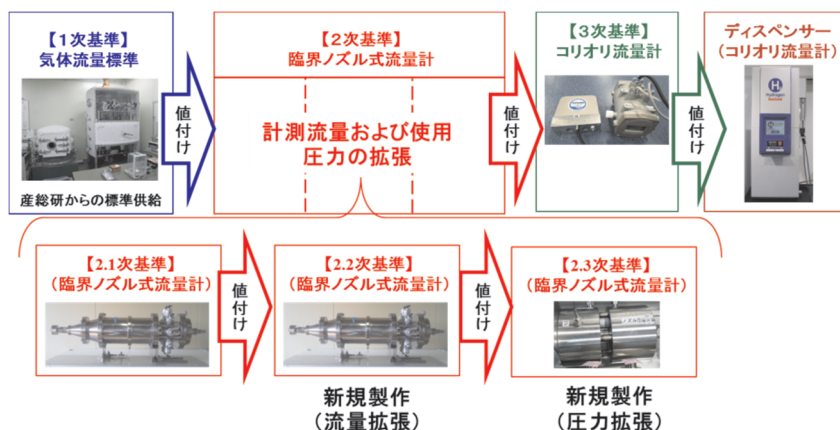 【1次基準】
気体流量標準
産総研からの標準供給
値付け
【2次基準】
臨界ノズル式流量計
計測流量および使用
圧力の拡張
値付け
【3次基準】
コリオリ流量計
値付け
ディスペンサー
（コリオリ流量計）
【2.1次基準】
（臨界ノズル式流量計）
値付け
【2.2次基準】
（臨界ノズル式流量計）
新規製作
（流量拡張）
値付け
【2.3次基準】
（臨界ノズル式流量計）
新規製作
（圧力拡張）